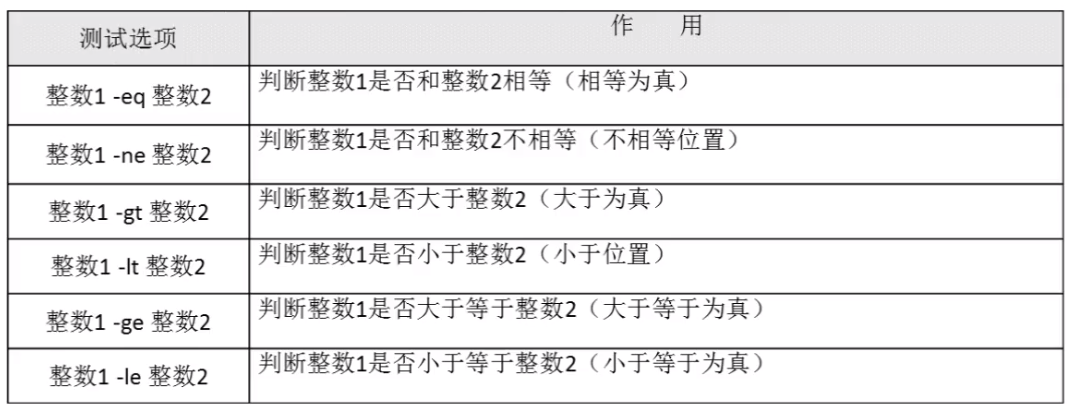 测试选项 作 用
整数1 -eq 整数2 判断整数1是否和整数2相等（相等为真）
整数1 -ne 整数2 判断整数1是否和整数2不相等（不相等位置）
整数1 -gt 整数2 判断整数1是否大于整数2（大于为真）
整数1 -lt 整数2 判断整数1是否小于整数2（小于位置）
整数1 -ge 整数2 判断整数1是否大于等于整数2（大于等于为真）
整数1 -le 整数2 判断整数1是否小于等于整数2（小于等于为真）